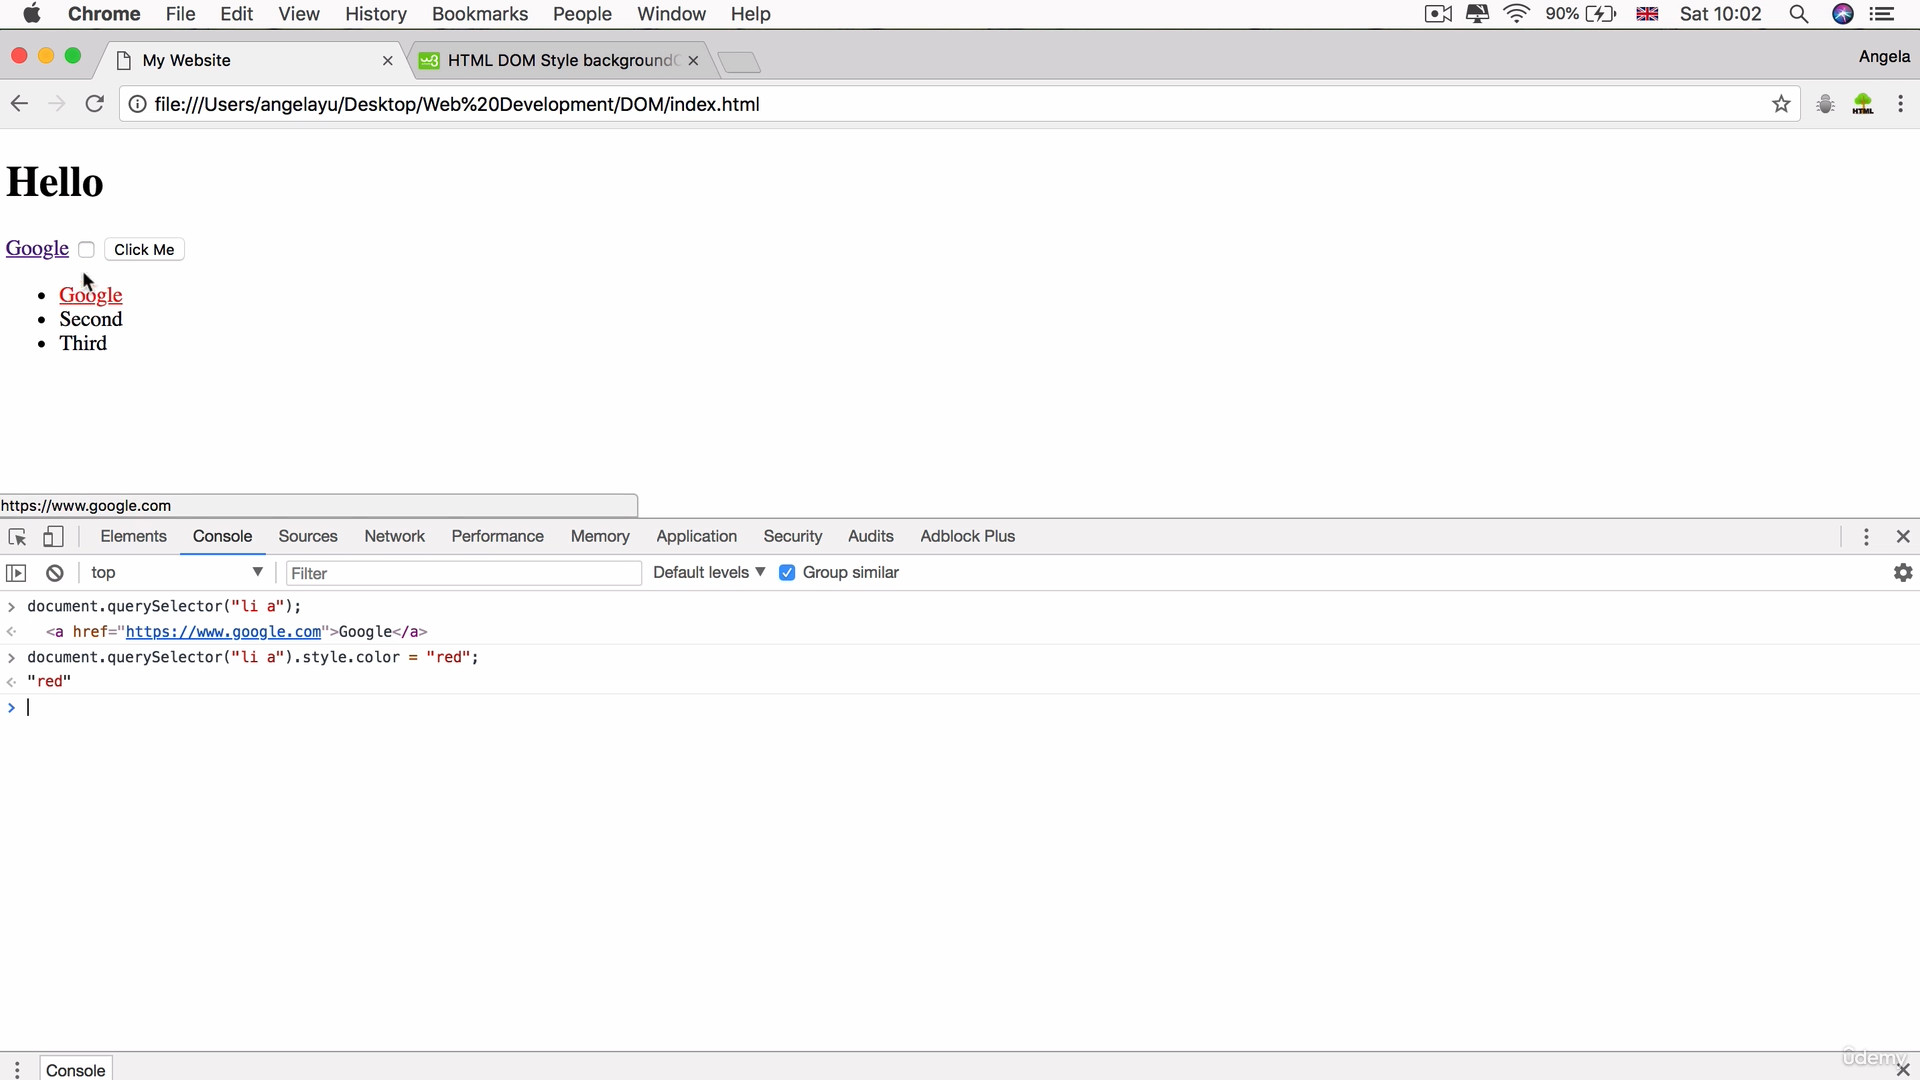 Chrome File Edit View History Bookmarks People Window Help 90% Sat 10:02
My Website HTML DOM Style background Angela
file:///Users/angelayu/Desktop/Web%20Development/DOM/index.html HTML
Hello
Google Click Me
Google
Second
Third
https://www.google.com
Elements Console Sources Network Performance Memory Application Security Audits Adblock Plus
top Filter Default levels Group similar
document.querySelector("li a");
<a href="https://www.google.com">Google</a>
document.querySelector("li a").style.color = "red";
"red"
Console
ûdemy